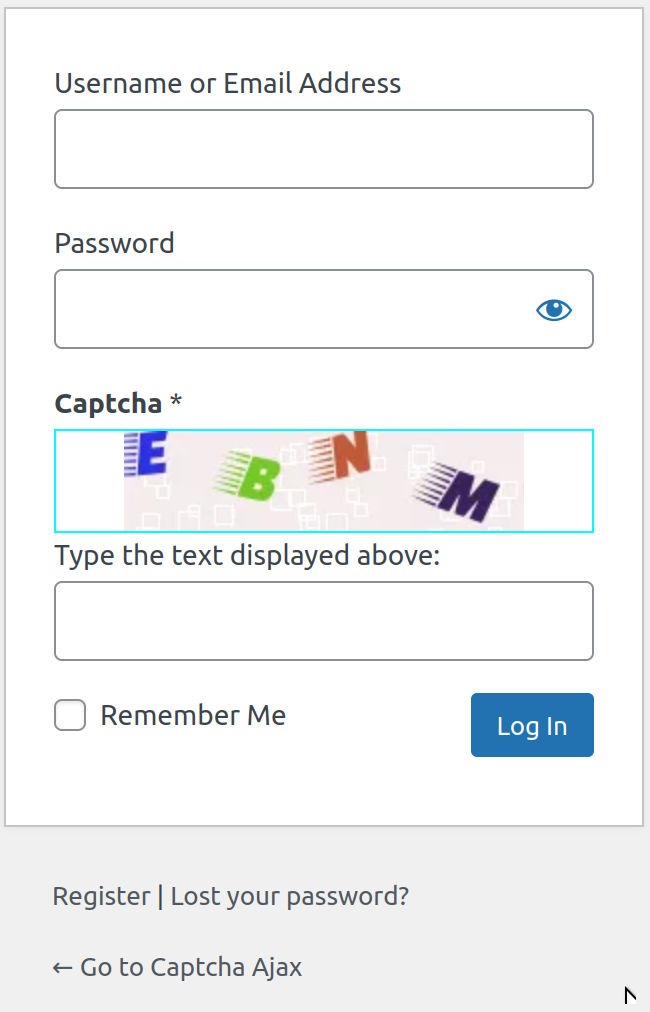 Username or Email Address
Password
Captcha *
E B N M
Type the text displayed above:
Remember Me
Log In
Register | Lost your password?
← Go to Captcha Ajax